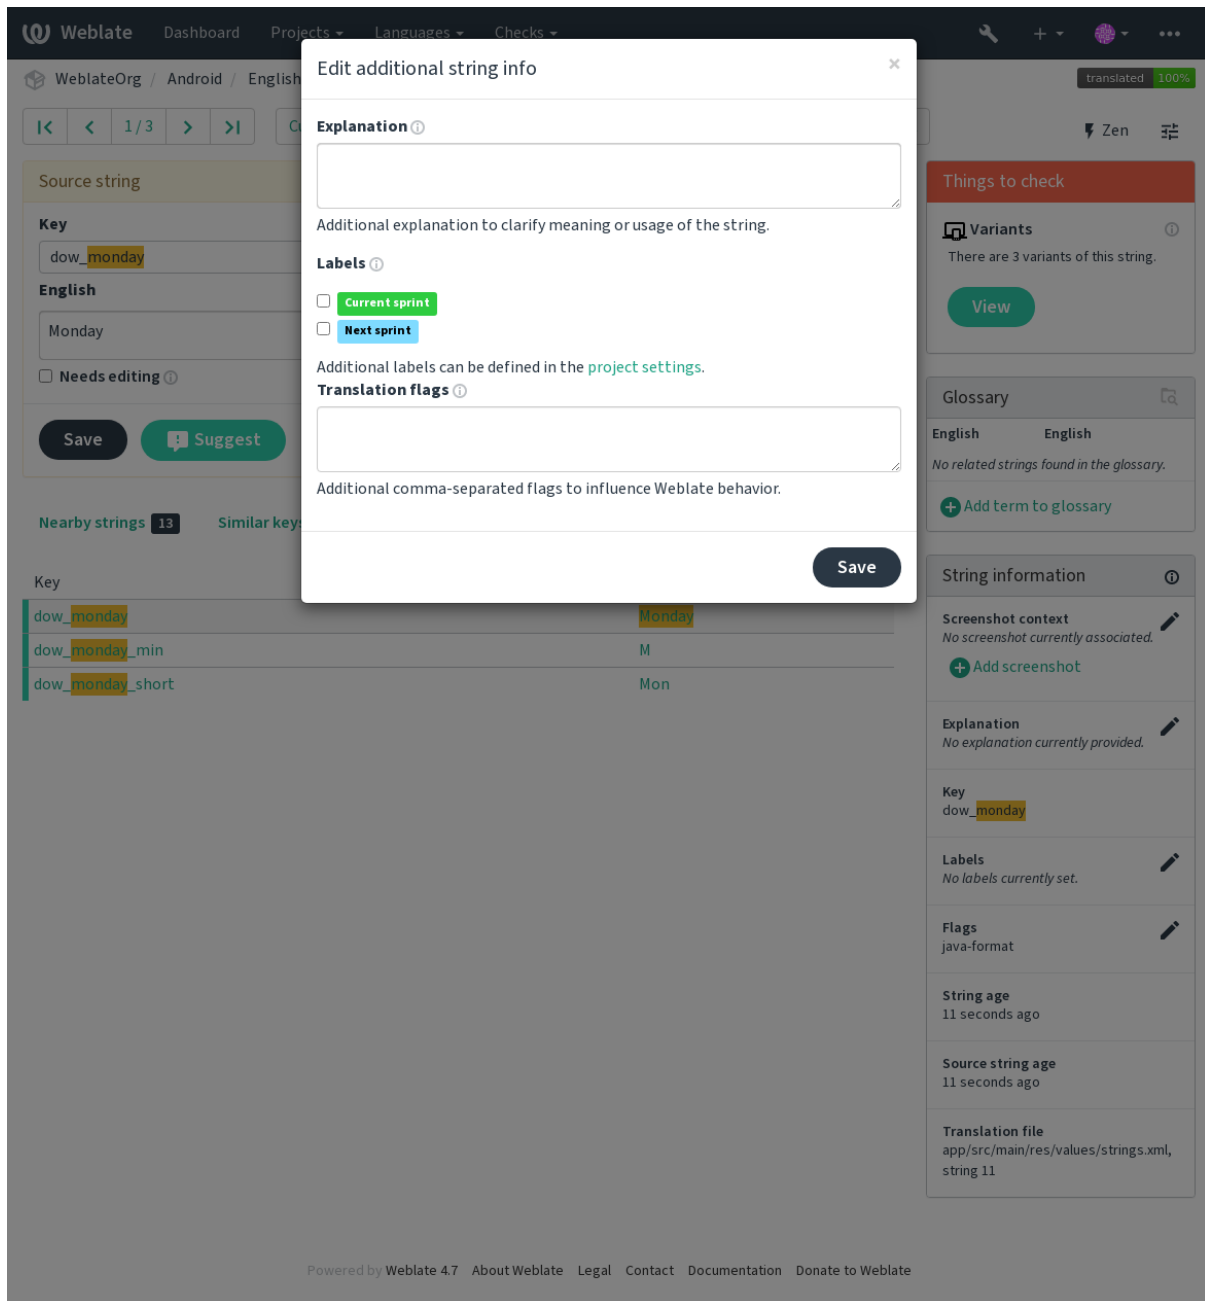 Weblate Dashboard Projects Languages Checks
WeblateOrg / Android / English
translated 100%
1 / 3
Zen
Edit additional string info
×
Explanation
Additional explanation to clarify meaning or usage of the string.
Labels
Current sprint
Next sprint
Additional labels can be defined in the project settings.
Translation flags
Additional comma-separated flags to influence Weblate behavior.
Save
Source string
Key
dow_monday
English
Monday
Needs editing
Save Suggest
Nearby strings 13 Similar keys
Key
dow_monday Monday
dow_monday_min M
dow_monday_short Mon
Things to check
Variants
There are 3 variants of this string.
View
Glossary
English English
No related strings found in the glossary.
Add term to glossary
String information
Screenshot context
No screenshot currently associated.
Add screenshot
Explanation
No explanation currently provided.
Key
dow_monday
Labels
No labels currently set.
Flags
java-format
String age
11 seconds ago
Source string age
11 seconds ago
Translation file
app/src/main/res/values/strings.xml,
string 11
Powered by Weblate 4.7 About Weblate Legal Contact Documentation Donate to Weblate